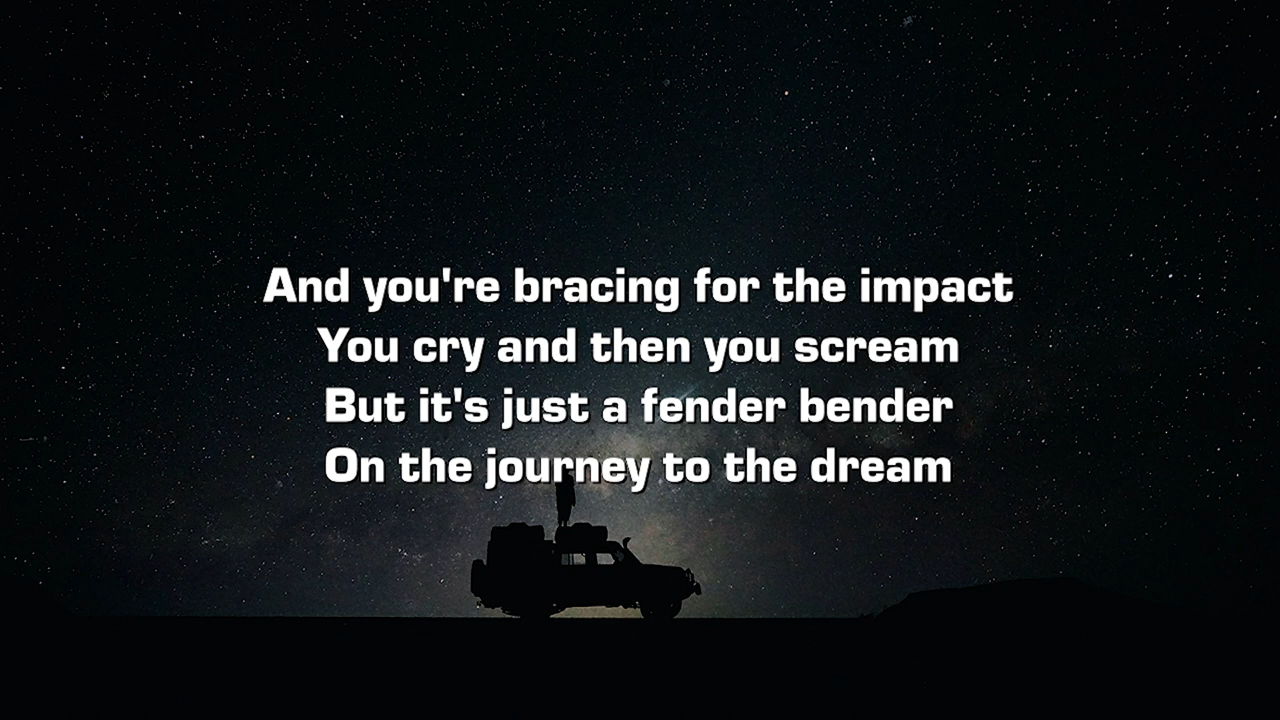 And you're bracing for the impact
You cry and then you scream
But it's just a fender bender
On the journey to the dream